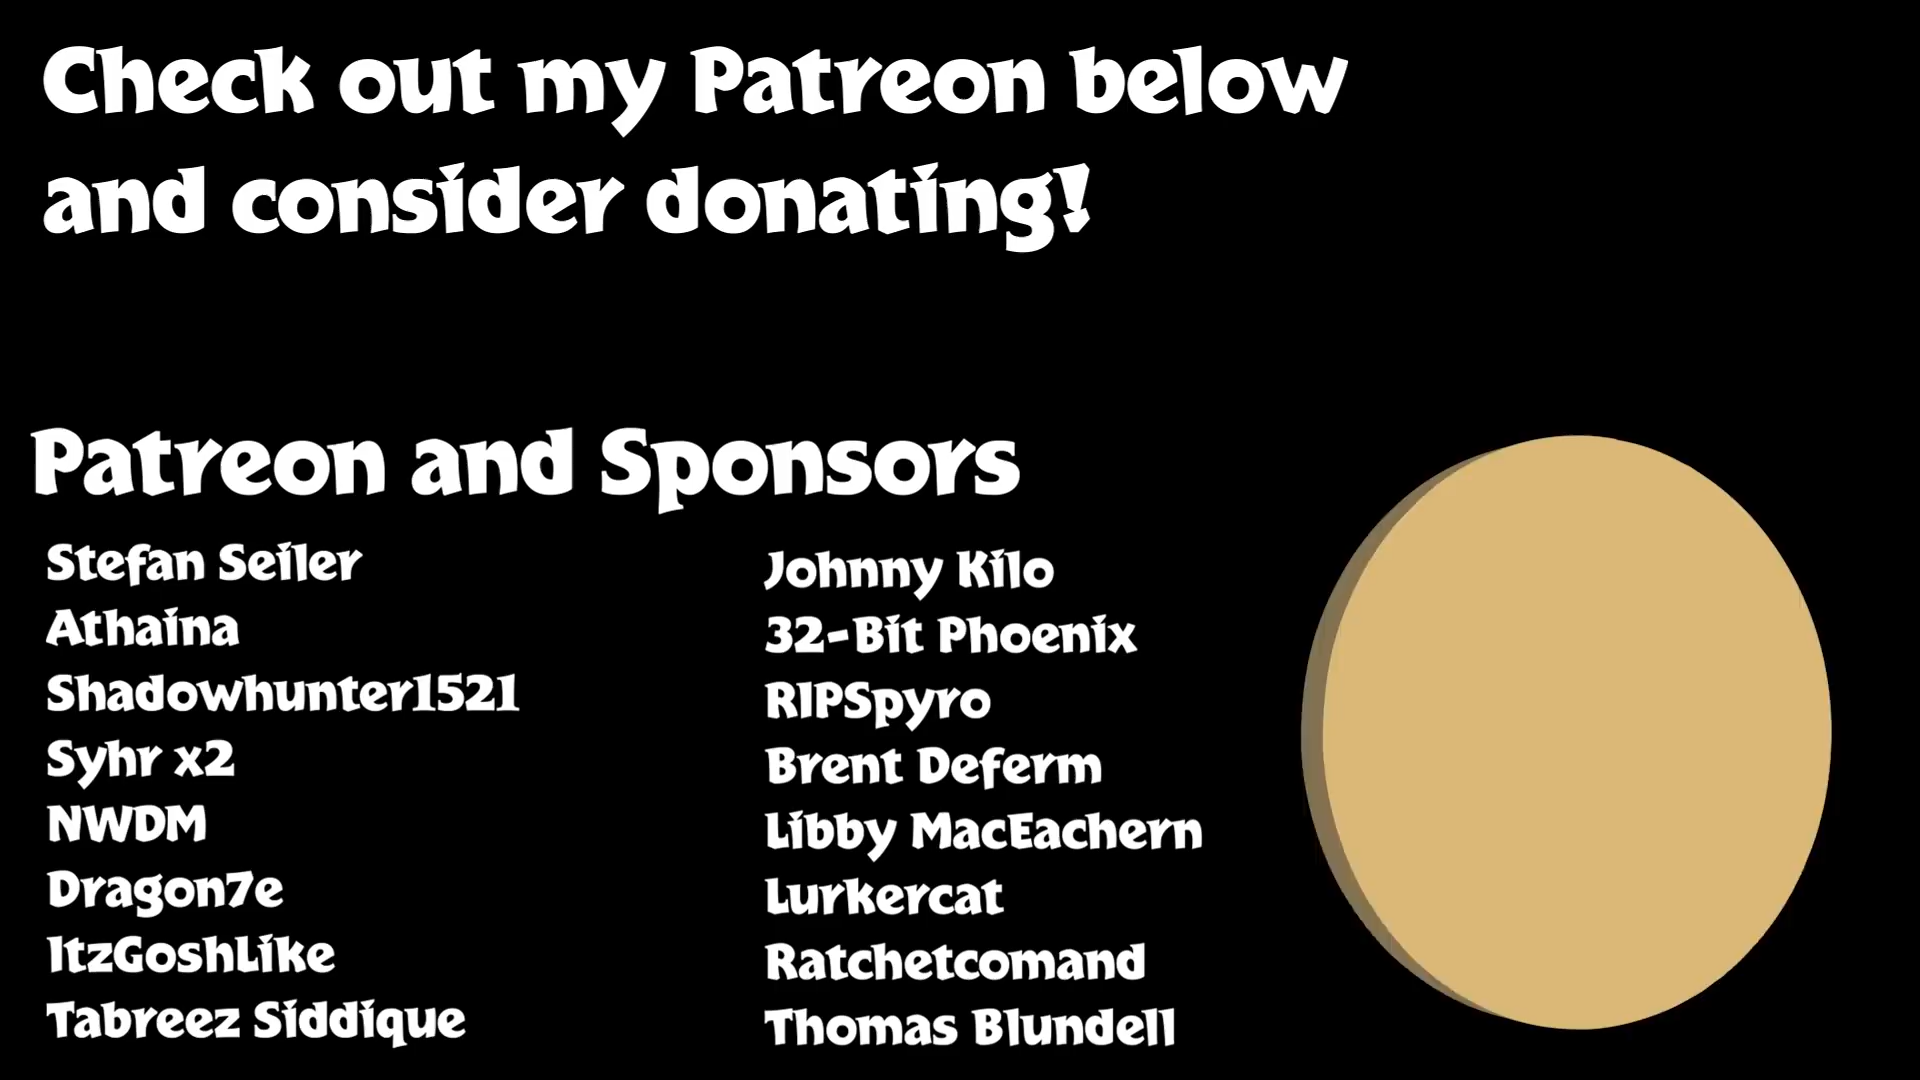 Check out my Patreon below
and consider donating!
Patreon and Sponsors
Stefan Seiler
Athaina
Shadowhunter1521
Syhr x2
NWDM
Dragon7e
ItzGoshLike
Tabreez Siddique
Johnny Kilo
32-Bit Phoenix
RIPSpyro
Brent Deferm
Libby MacEachern
Lurkercat
Ratchetcomand
Thomas Blundell